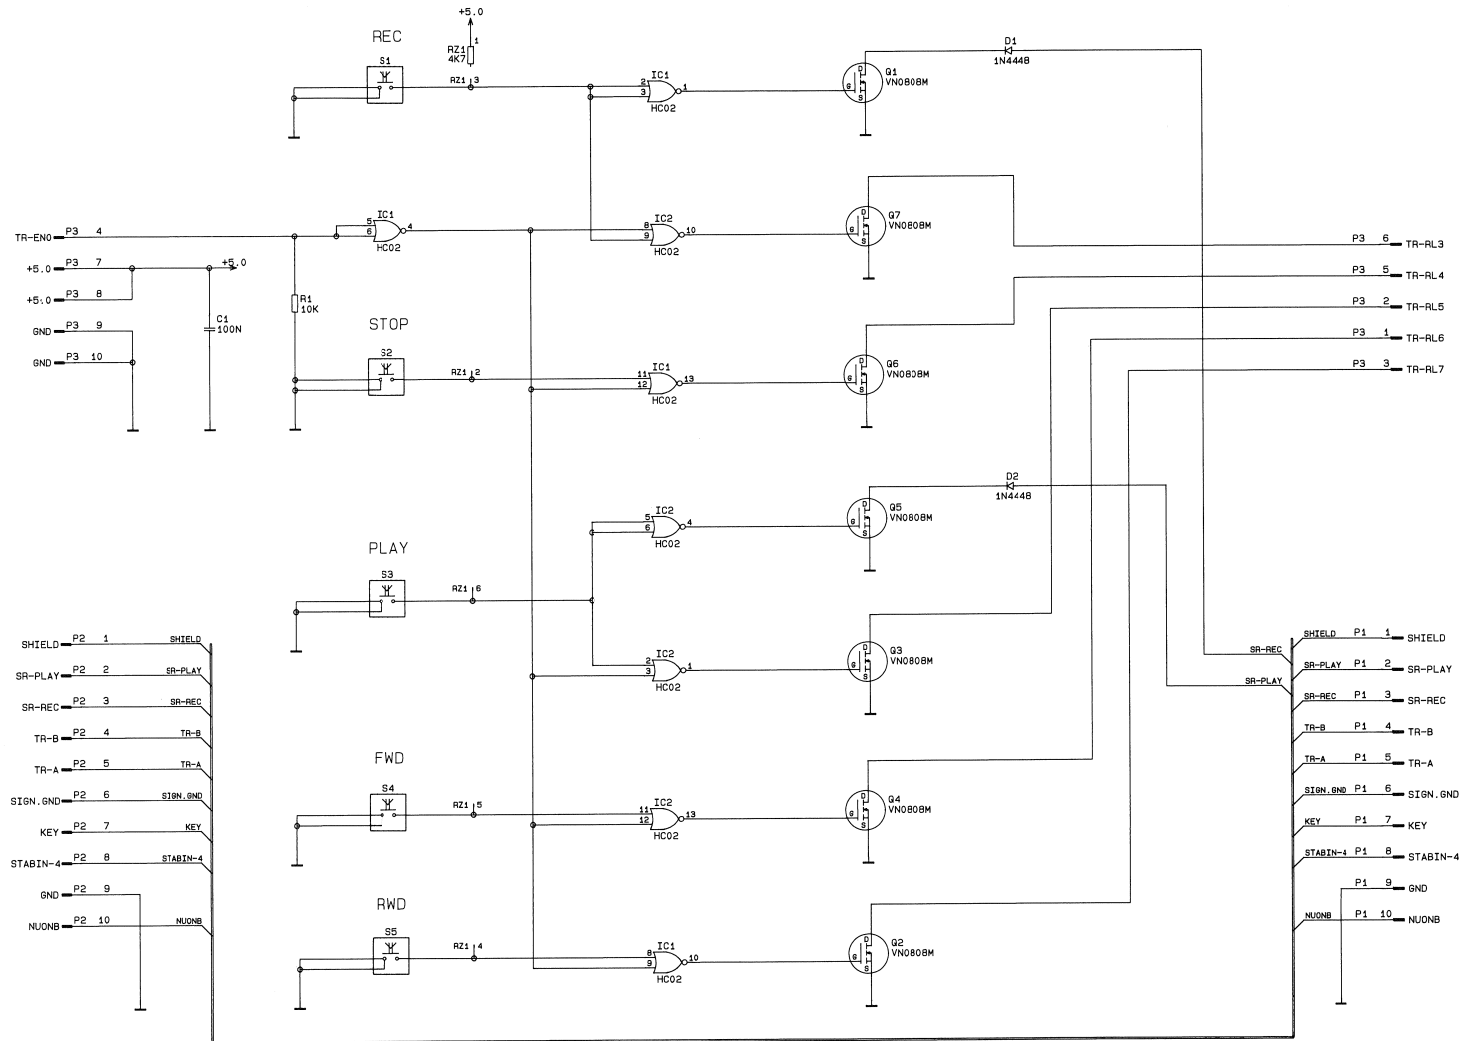 +5.0
REC
RZ1 1
4K7
S1
RZ1 3
2 IC1 1
3
HC02
D G S
Q1
VN0808M
D1
1N4448
TR-EN0 P3 4
5 IC1 4
6
HC02
8 IC2 10
9
HC02
D G S
Q7
VN0808M
P3 6 TR-RL3
+5.0 P3 7
+5.0
P3 5 TR-RL4
+5.0 P3 8
R1
10K
P3 2 TR-RL5
C1
100N
GND P3 9
STOP
P3 1 TR-RL6
GND P3 10
S2
RZ1 2
11 IC1 13
12
HC02
D G S
Q6
VN0808M
P3 3 TR-RL7
D2
1N4448
5 IC2 4
6
HC02
D G S
Q5
VN0808M
PLAY
S3
RZ1 6
2 IC2 1
3
HC02
D G S
Q3
VN0808M
SHIELD P2 1 SHIELD
SR-PLAY P2 2 SR-PLAY
SR-REC P2 3 SR-REC
TR-B P2 4 TR-B
TR-A P2 5 TR-A
SIGN.GND P2 6 SIGN.GND
KEY P2 7 KEY
STABIN-4 P2 8 STABIN-4
GND P2 9
NUONB P2 10 NUONB
SR-REC
SR-PLAY
SHIELD P1 1 SHIELD
SR-PLAY P1 2 SR-PLAY
SR-REC P1 3 SR-REC
TR-B P1 4 TR-B
TR-A P1 5 TR-A
SIGN.GND P1 6 SIGN.GND
KEY P1 7 KEY
STABIN-4 P1 8 STABIN-4
P1 9 GND
NUONB P1 10 NUONB
FWD
S4
RZ1 5
11 IC2 13
12
HC02
D G S
Q4
VN0808M
RWD
S5
RZ1 4
8 IC1 10
9
HC02
D G S
Q2
VN0808M